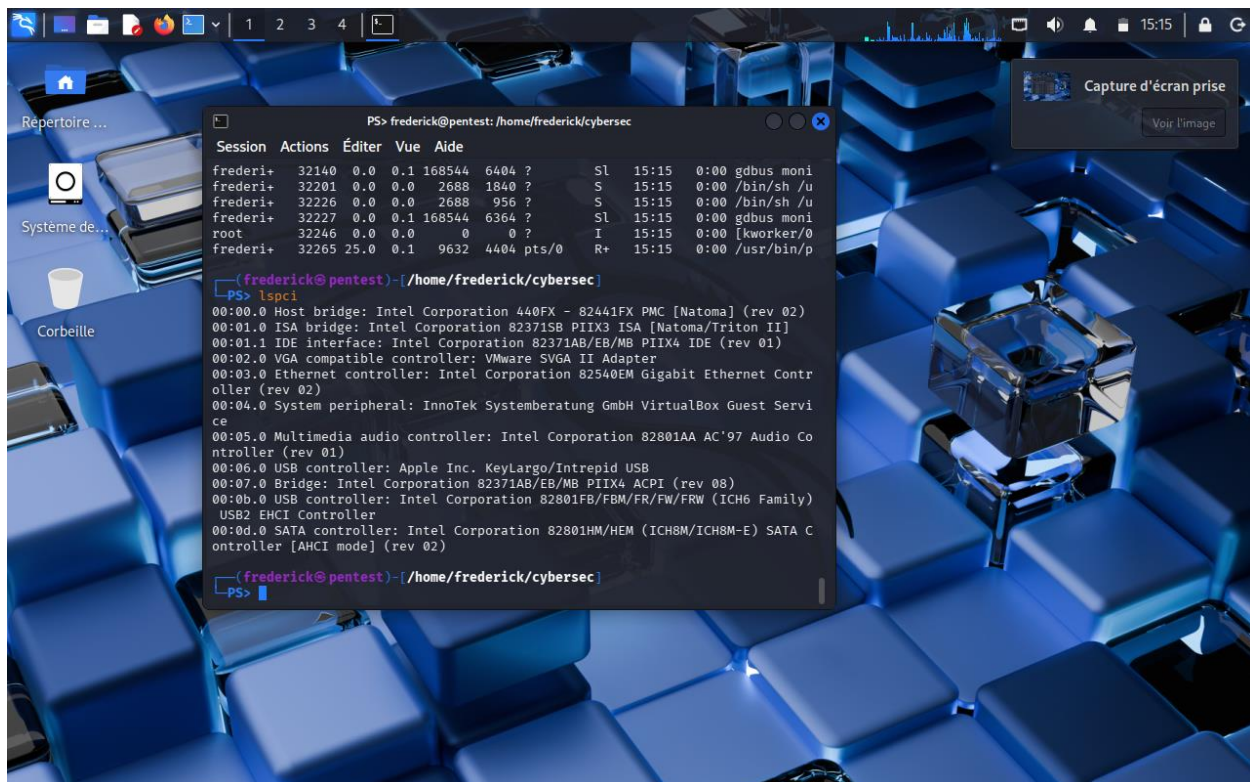 1 2 3 4
15:15
Répertoire ...
Système de...
Corbeille
Capture d'écran prise
Voir l'image
PS> frederick@pentest: /home/frederick/cybersec
Session Actions Éditer Vue Aide
frederi+ 32140 0.0 0.1 168544 6404 ? Sl 15:15 0:00 gdbus moni
frederi+ 32201 0.0 0.0 2688 1840 ? S 15:15 0:00 /bin/sh /u
frederi+ 32226 0.0 0.0 2688 956 ? S 15:15 0:00 /bin/sh /u
frederi+ 32227 0.0 0.1 168544 6364 ? Sl 15:15 0:00 gdbus moni
root 32246 0.0 0.0 0 0 ? I 15:15 0:00 [kworker/0
frederi+ 32265 25.0 0.1 9632 4404 pts/0 R+ 15:15 0:00 /usr/bin/p
┌──(frederick㉿pentest)-[/home/frederick/cybersec]
└─PS> lspci
00:00.0 Host bridge: Intel Corporation 440FX - 82441FX PMC [Natoma] (rev 02)
00:01.0 ISA bridge: Intel Corporation 82371SB PIIX3 ISA [Natoma/Triton II]
00:01.1 IDE interface: Intel Corporation 82371AB/EB/MB PIIX4 IDE (rev 01)
00:02.0 VGA compatible controller: VMware SVGA II Adapter
00:03.0 Ethernet controller: Intel Corporation 82540EM Gigabit Ethernet Contr
oller (rev 02)
00:04.0 System peripheral: InnoTek Systemberatung GmbH VirtualBox Guest Servi
ce
00:05.0 Multimedia audio controller: Intel Corporation 82801AA AC'97 Audio Co
ntroller (rev 01)
00:06.0 USB controller: Apple Inc. KeyLargo/Intrepid USB
00:07.0 Bridge: Intel Corporation 82371AB/EB/MB PIIX4 ACPI (rev 08)
00:0b.0 USB controller: Intel Corporation 82801FB/FBM/FR/FW/FRW (ICH6 Family)
USB2 EHCI Controller
00:0d.0 SATA controller: Intel Corporation 82801HM/HEM (ICH8M/ICH8M-E) SATA C
ontroller [AHCI mode] (rev 02)
┌──(frederick㉿pentest)-[/home/frederick/cybersec]
└─PS>